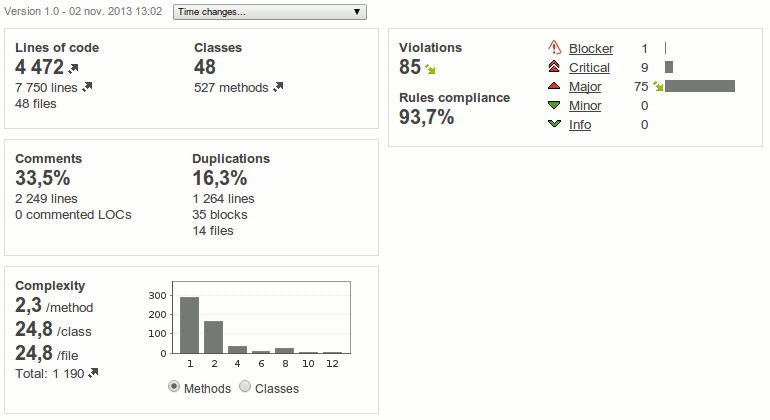 Version 1.0 - 02 nov. 2013 13:02 Time changes...
Lines of code
4 472
7 750 lines
48 files
Classes
48
527 methods
Comments
33,5%
2 249 lines
0 commented LOCs
Duplications
16,3%
1 264 lines
35 blocks
14 files
Complexity
2,3 /method
24,8 /class
24,8 /file
Total: 1 190
300
200
100
0
1 2 4 6 8 10 12
Methods Classes
Violations
85
Rules compliance
93,7%
Blocker 1
Critical 9
Major 75
Minor 0
Info 0